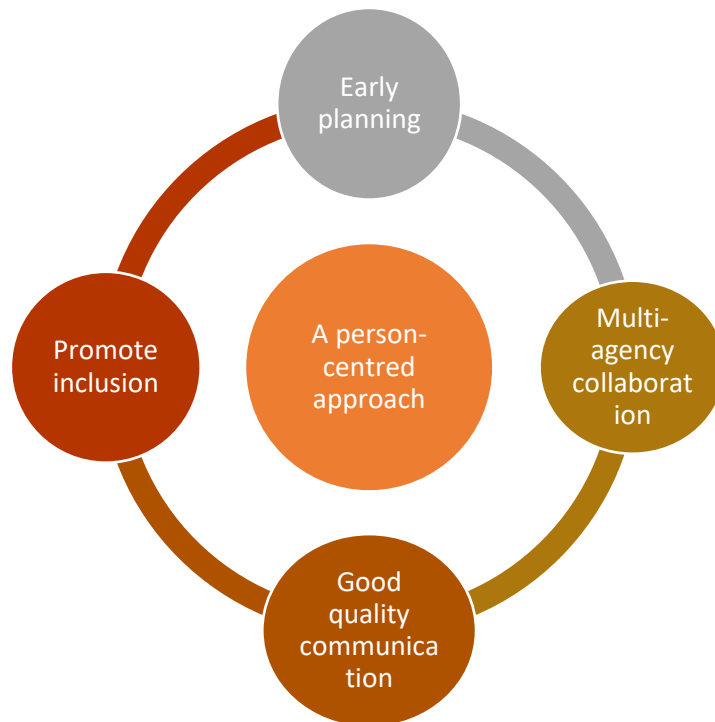 Early
planning
Promote
inclusion
A person-
centred
approach
Multi-
agency
collaborat
ion
Good
quality
communica
tion